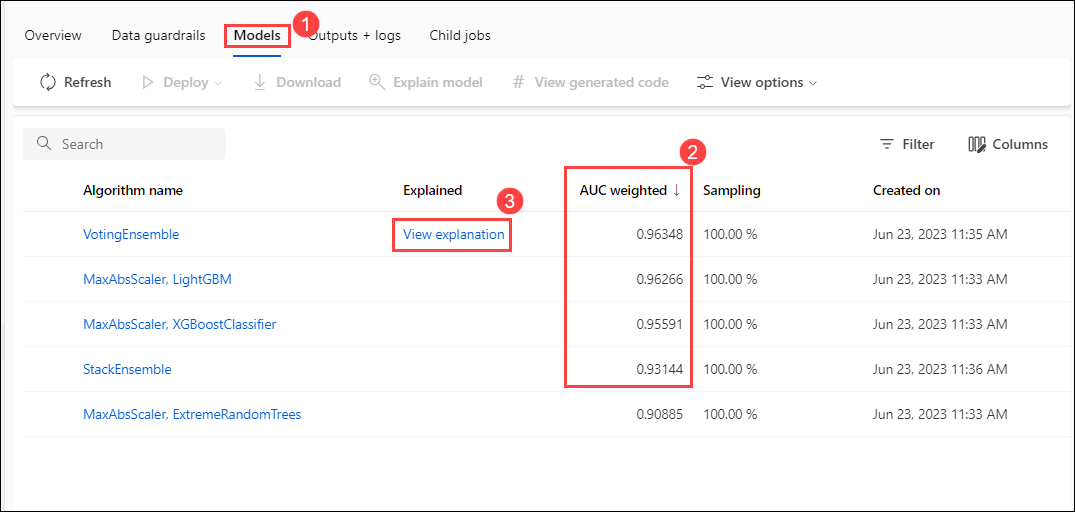 1
Overview Data guardrails Models Outputs + logs Child jobs
Refresh Deploy Download Explain model # View generated code View options
2
Search Filter Columns
Algorithm name Explained AUC weighted ↓ Sampling Created on
3
VotingEnsemble View explanation 0.96348 100.00 % Jun 23, 2023 11:35 AM
MaxAbsScaler, LightGBM 0.96266 100.00 % Jun 23, 2023 11:33 AM
MaxAbsScaler, XGBoostClassifier 0.95591 100.00 % Jun 23, 2023 11:33 AM
StackEnsemble 0.93144 100.00 % Jun 23, 2023 11:36 AM
MaxAbsScaler, ExtremeRandomTrees 0.90885 100.00 % Jun 23, 2023 11:33 AM